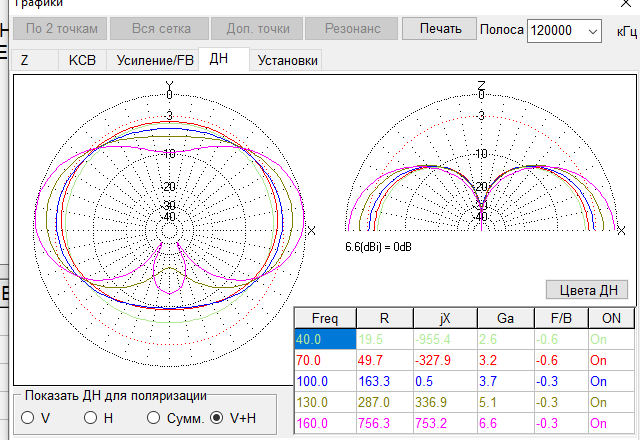 Графики
По 2 точкам Вся сетка Доп. точки Резонанс Печать Полоса 120000 кГц
Z КСВ Усиление/FB ДН Установки
Y
0
-3
-10
-20
-30
-40
X
Z
0
-3
-10
-20
-30
-40
X
6.6(dBi) = 0dB
Цвета ДН
Freq R jX Ga F/B ON
40.0 19.5 -955.4 2.6 -0.6 On
70.0 49.7 -327.9 3.2 -0.6 On
100.0 163.3 0.5 3.7 -0.3 On
130.0 287.0 336.9 5.1 -0.3 On
160.0 756.3 753.2 6.6 -0.3 On
Показать ДН для поляризации
V H Сумм. V+H